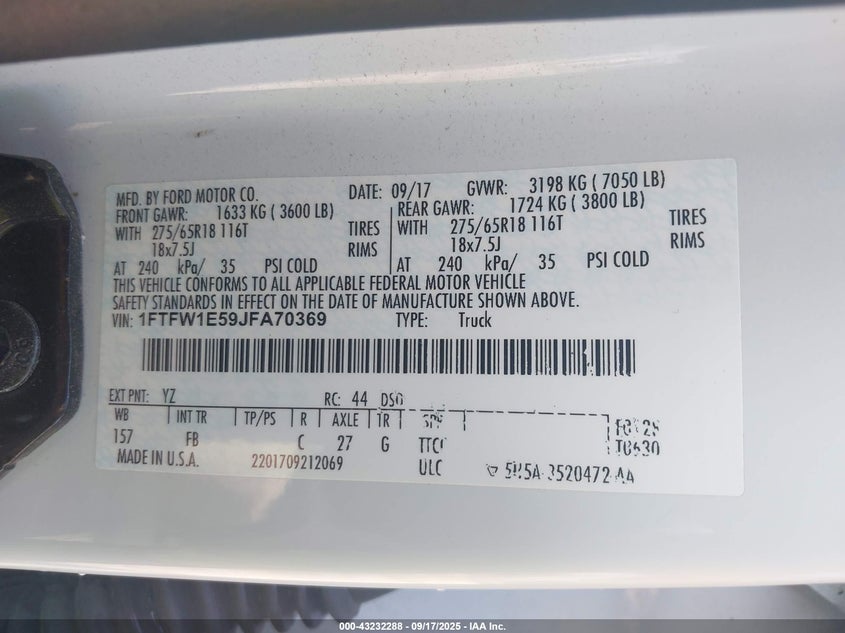 MFD. BY FORD MOTOR CO. DATE: 09/17 GVWR: 3198 KG ( 7050 LB)
FRONT GAWR: 1633 KG ( 3600 LB) REAR GAWR: 1724 KG ( 3800 LB)
WITH 275/65R18 116T TIRES WITH 275/65R18 116T TIRES
18x7.5J RIMS 18x7.5J RIMS
AT 240 kPa/ 35 PSI COLD AT 240 kPa/ 35 PSI COLD
THIS VEHICLE CONFORMS TO ALL APPLICABLE FEDERAL MOTOR VEHICLE
SAFETY STANDARDS IN EFFECT ON THE DATE OF MANUFACTURE SHOWN ABOVE.
VIN: 1FTFW1E59JFA70369 TYPE: Truck
EXT PNT: YZ RC: 44 DSO
WB INT TR TP/PS R AXLE TR SPR
157 FB C 27 G
MADE IN U.S.A. 2201709212069 ULC
000-43232288 - 09/17/2025 - IAA Inc.